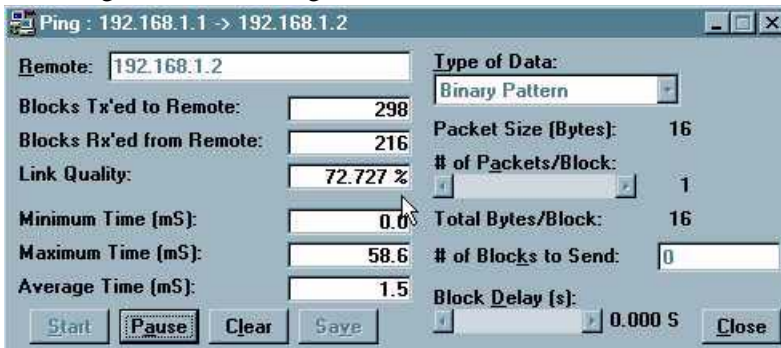 Ping : 192.168.1.1 -> 192.168.1.2
Remote: 192.168.1.2
Blocks Tx'ed to Remote: 298
Blocks Rx'ed from Remote: 216
Link Quality: 72.727 %
Minimum Time (mS): 0.0
Maximum Time (mS): 58.6
Average Time (mS): 1.5
Start Pause Clear Save
Type of Data:
Binary Pattern
Packet Size (Bytes): 16
# of Packets/Block:
1
Total Bytes/Block: 16
# of Blocks to Send: 0
Block Delay (s):
0.000 S
Close